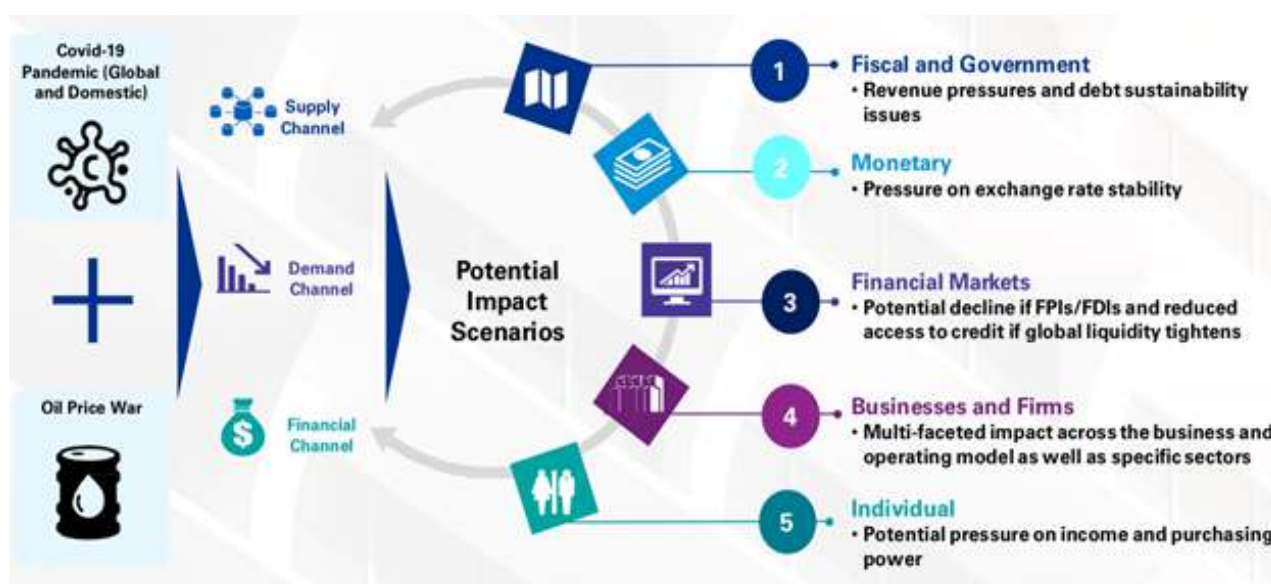 Covid-19
Pandemic (Global
and Domestic)
Oil Price War
Supply
Channel
Demand
Channel
$
Financial
Channel
Potential
Impact
Scenarios
1
Fiscal and Government
• Revenue pressures and debt sustainability
issues
2
Monetary
• Pressure on exchange rate stability
3
Financial Markets
• Potential decline if FPIs/FDIs and reduced
access to credit if global liquidity tightens
4
Businesses and Firms
• Multi-faceted impact across the business and
operating model as well as specific sectors
5
Individual
• Potential pressure on income and purchasing
power